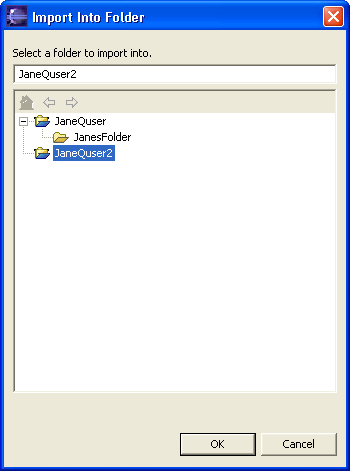 Import Into Folder
Select a folder to import into.
JaneQuser2
JaneQuser
JanesFolder
JaneQuser2
OK Cancel